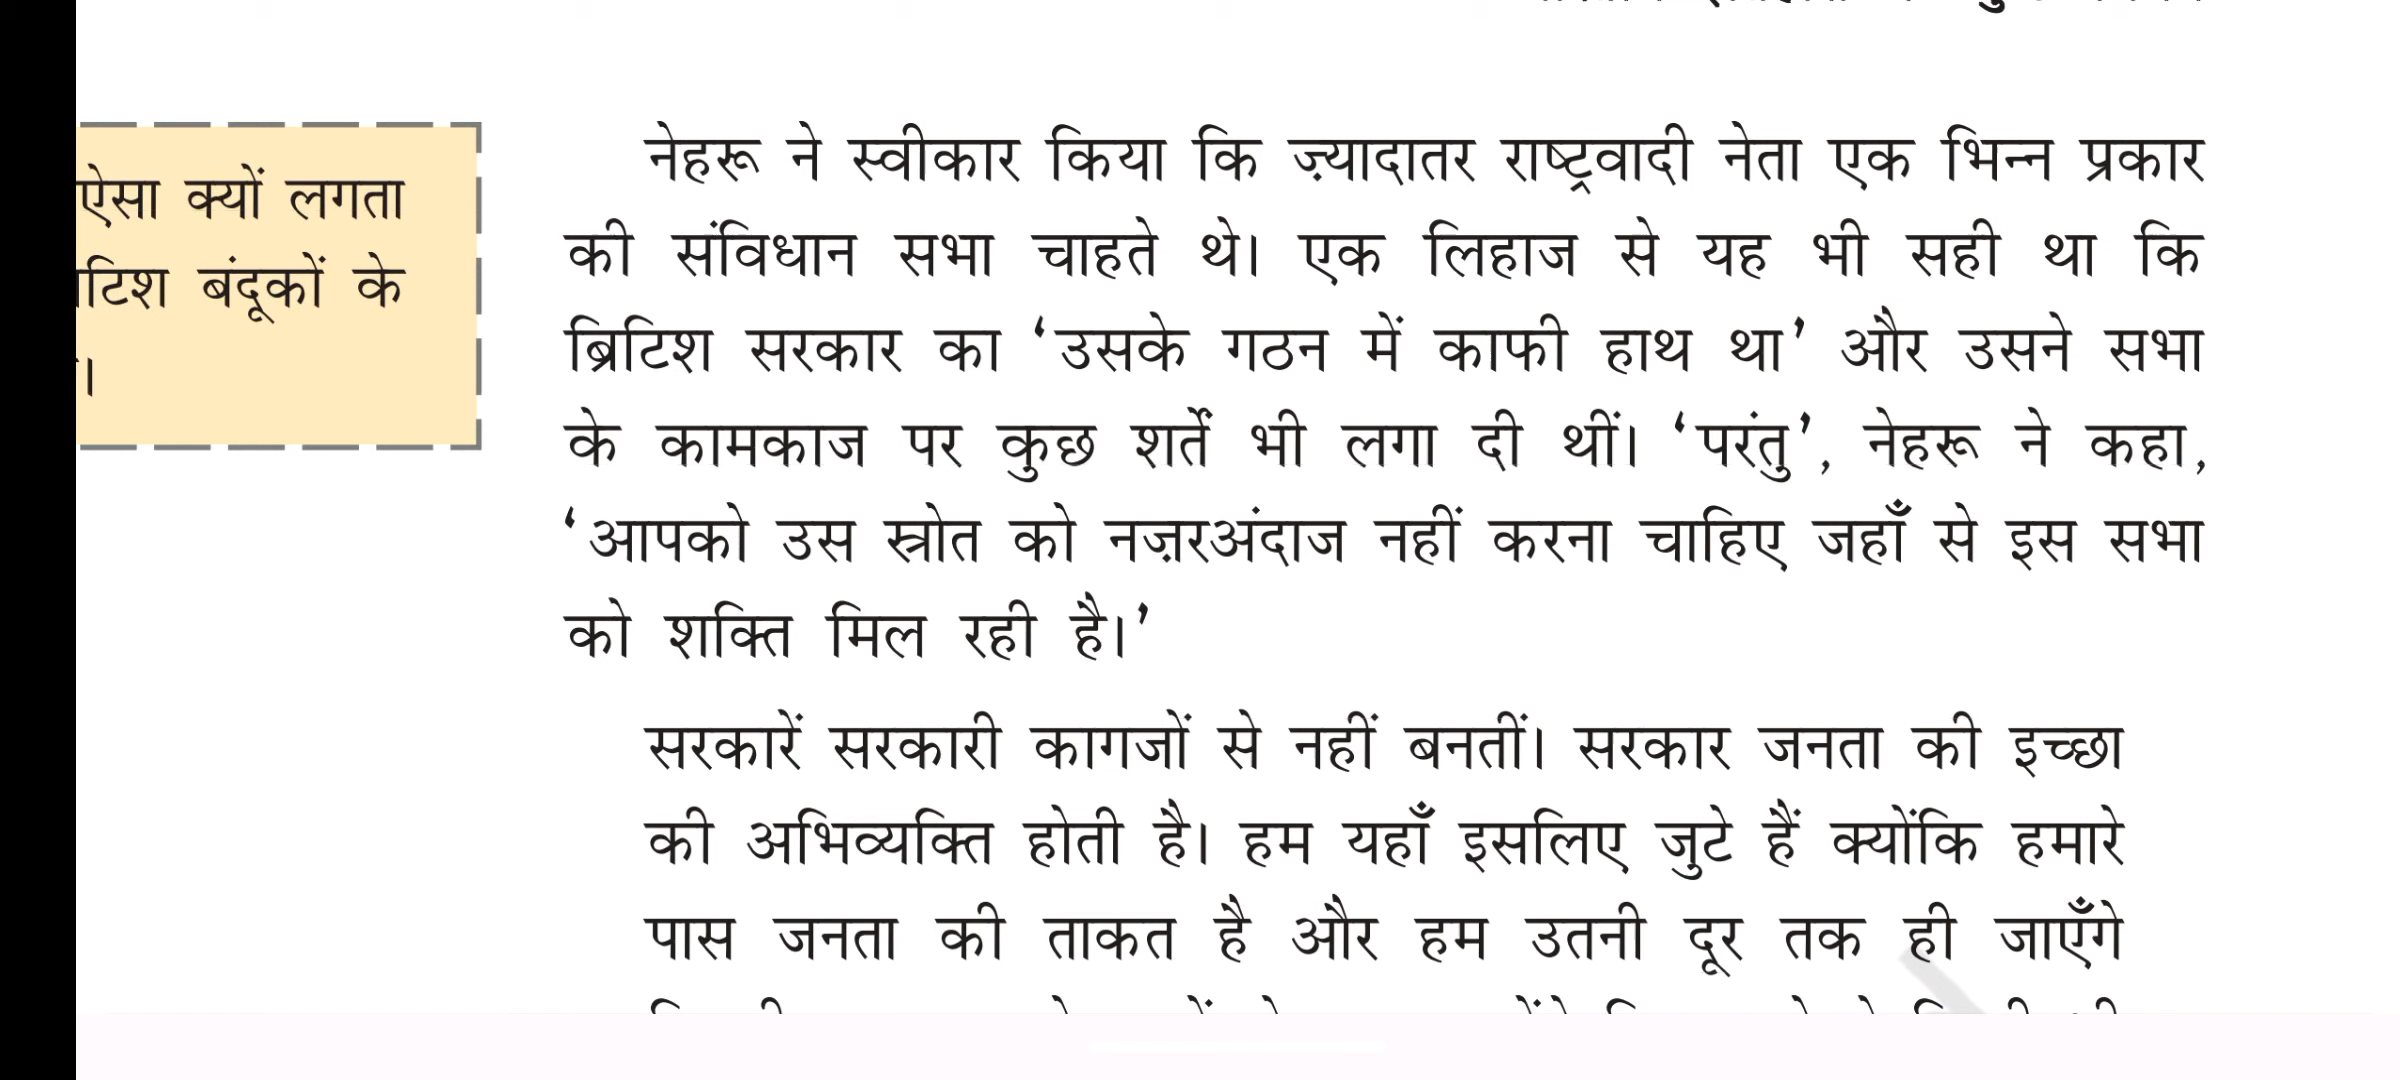 ऐसा क्यों लगता
बंदूकों के
नेहरू ने स्वीकार किया कि ज़्यादातर राष्ट्रवादी नेता एक भिन्न प्रकार
की संविधान सभा चाहते थे। एक लिहाज से यह भी सही था कि
ब्रिटिश सरकार का ‘उसके गठन में काफी हाथ था’ और उसने सभा
के कामकाज पर कुछ शर्तें भी लगा दी थीं। ‘परंतु’, नेहरू ने कहा,
‘आपको उस स्रोत को नज़रअंदाज नहीं करना चाहिए जहाँ से इस सभा
को शक्ति मिल रही है।’
सरकारें सरकारी कागजों से नहीं बनतीं। सरकार जनता की इच्छा
की अभिव्यक्ति होती है। हम यहाँ इसलिए जुटे हैं क्योंकि हमारे
पास जनता की ताकत है और हम उतनी दूर तक ही जाएँगे